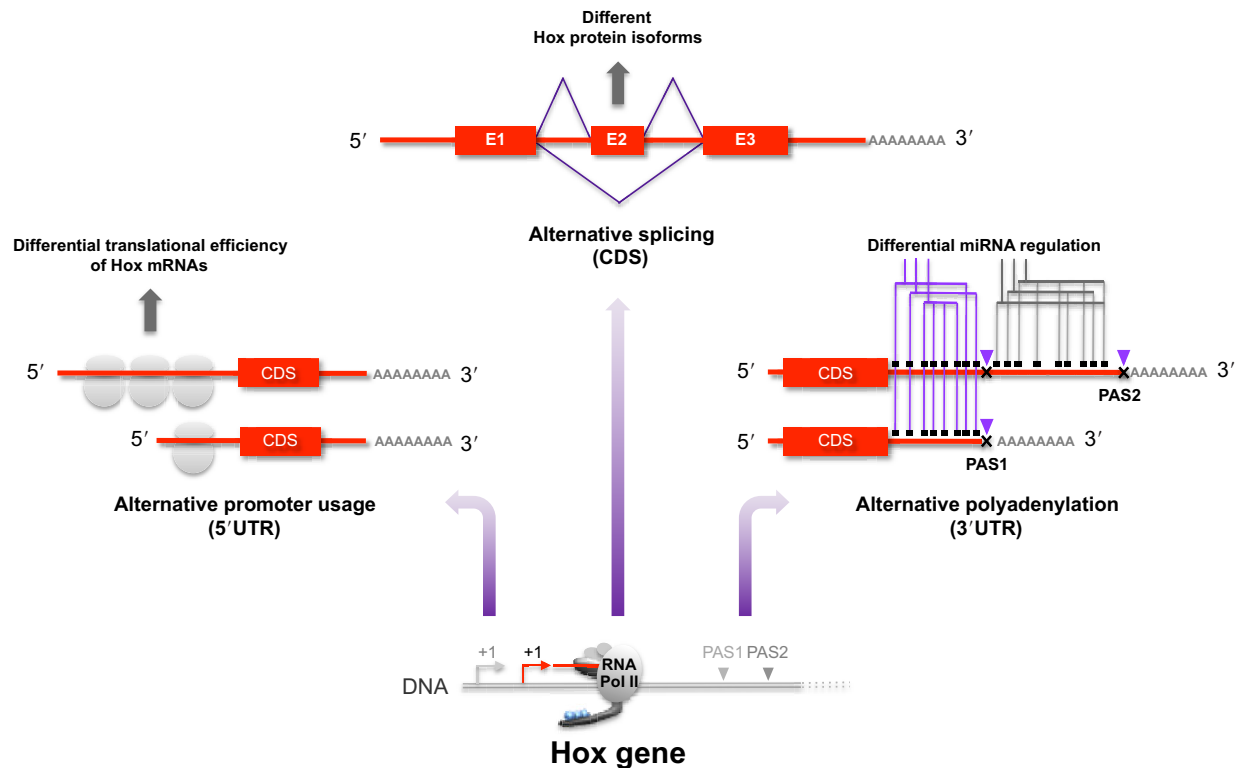 Different
Hox protein isoforms
5′ E1 E2 E3 AAAAAAAA 3′
Alternative splicing
(CDS)
Differential translational efficiency
of Hox mRNAs
5′ CDS AAAAAAAA 3′
5′ CDS AAAAAAAA 3′
Alternative promoter usage
(5′UTR)
Differential miRNA regulation
5′ CDS AAAAAAAA 3′
PAS2
5′ CDS AAAAAAAA 3′
PAS1
Alternative polyadenylation
(3′UTR)
+1 +1 PAS1 PAS2
RNA
Pol II
DNA
Hox gene